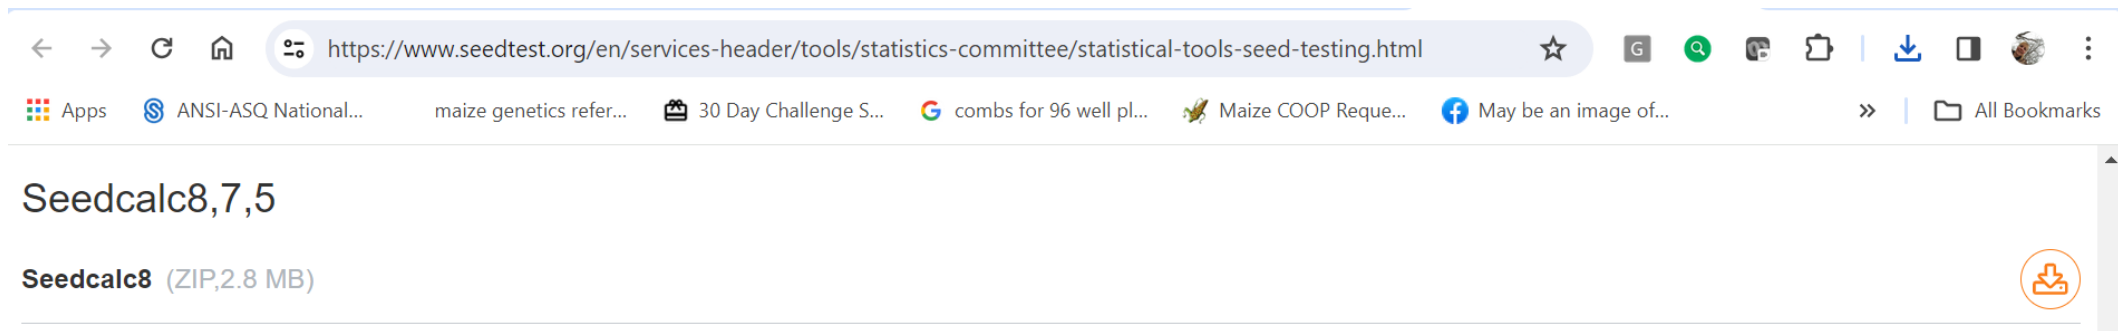 https://www.seedtest.org/en/services-header/tools/statistics-committee/statistical-tools-seed-testing.html G
Apps ANSI-ASQ National... maize genetics refer... 30 Day Challenge S... G combs for 96 well pl... Maize COOP Reque... May be an image of... » All Bookmarks
Seedcalc8,7,5
Seedcalc8 (ZIP,2.8 MB)